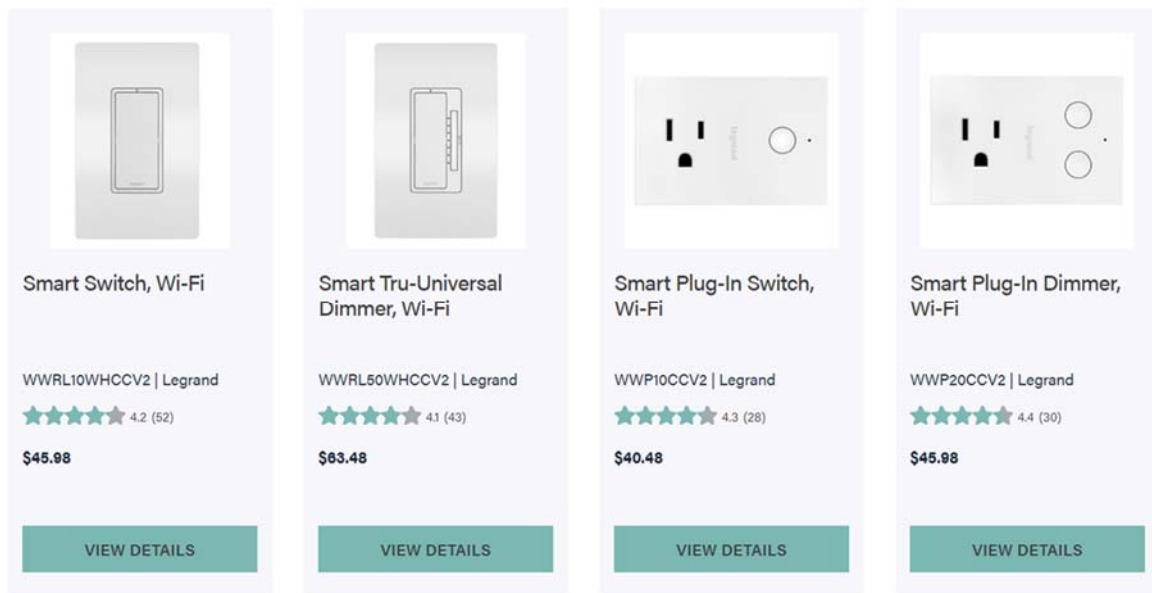 Smart Switch, Wi-Fi
WWRL10WHCCV2 | Legrand
4.2 (52)
$45.98
VIEW DETAILS
Smart Tru-Universal
Dimmer, Wi-Fi
WWRL50WHCCV2 | Legrand
4.1 (43)
$63.48
VIEW DETAILS
legrand
Smart Plug-In Switch,
Wi-Fi
WWP10CCV2 | Legrand
4.3 (28)
$40.48
VIEW DETAILS
legrand
Smart Plug-In Dimmer,
Wi-Fi
WWP20CCV2 | Legrand
4.4 (30)
$45.98
VIEW DETAILS